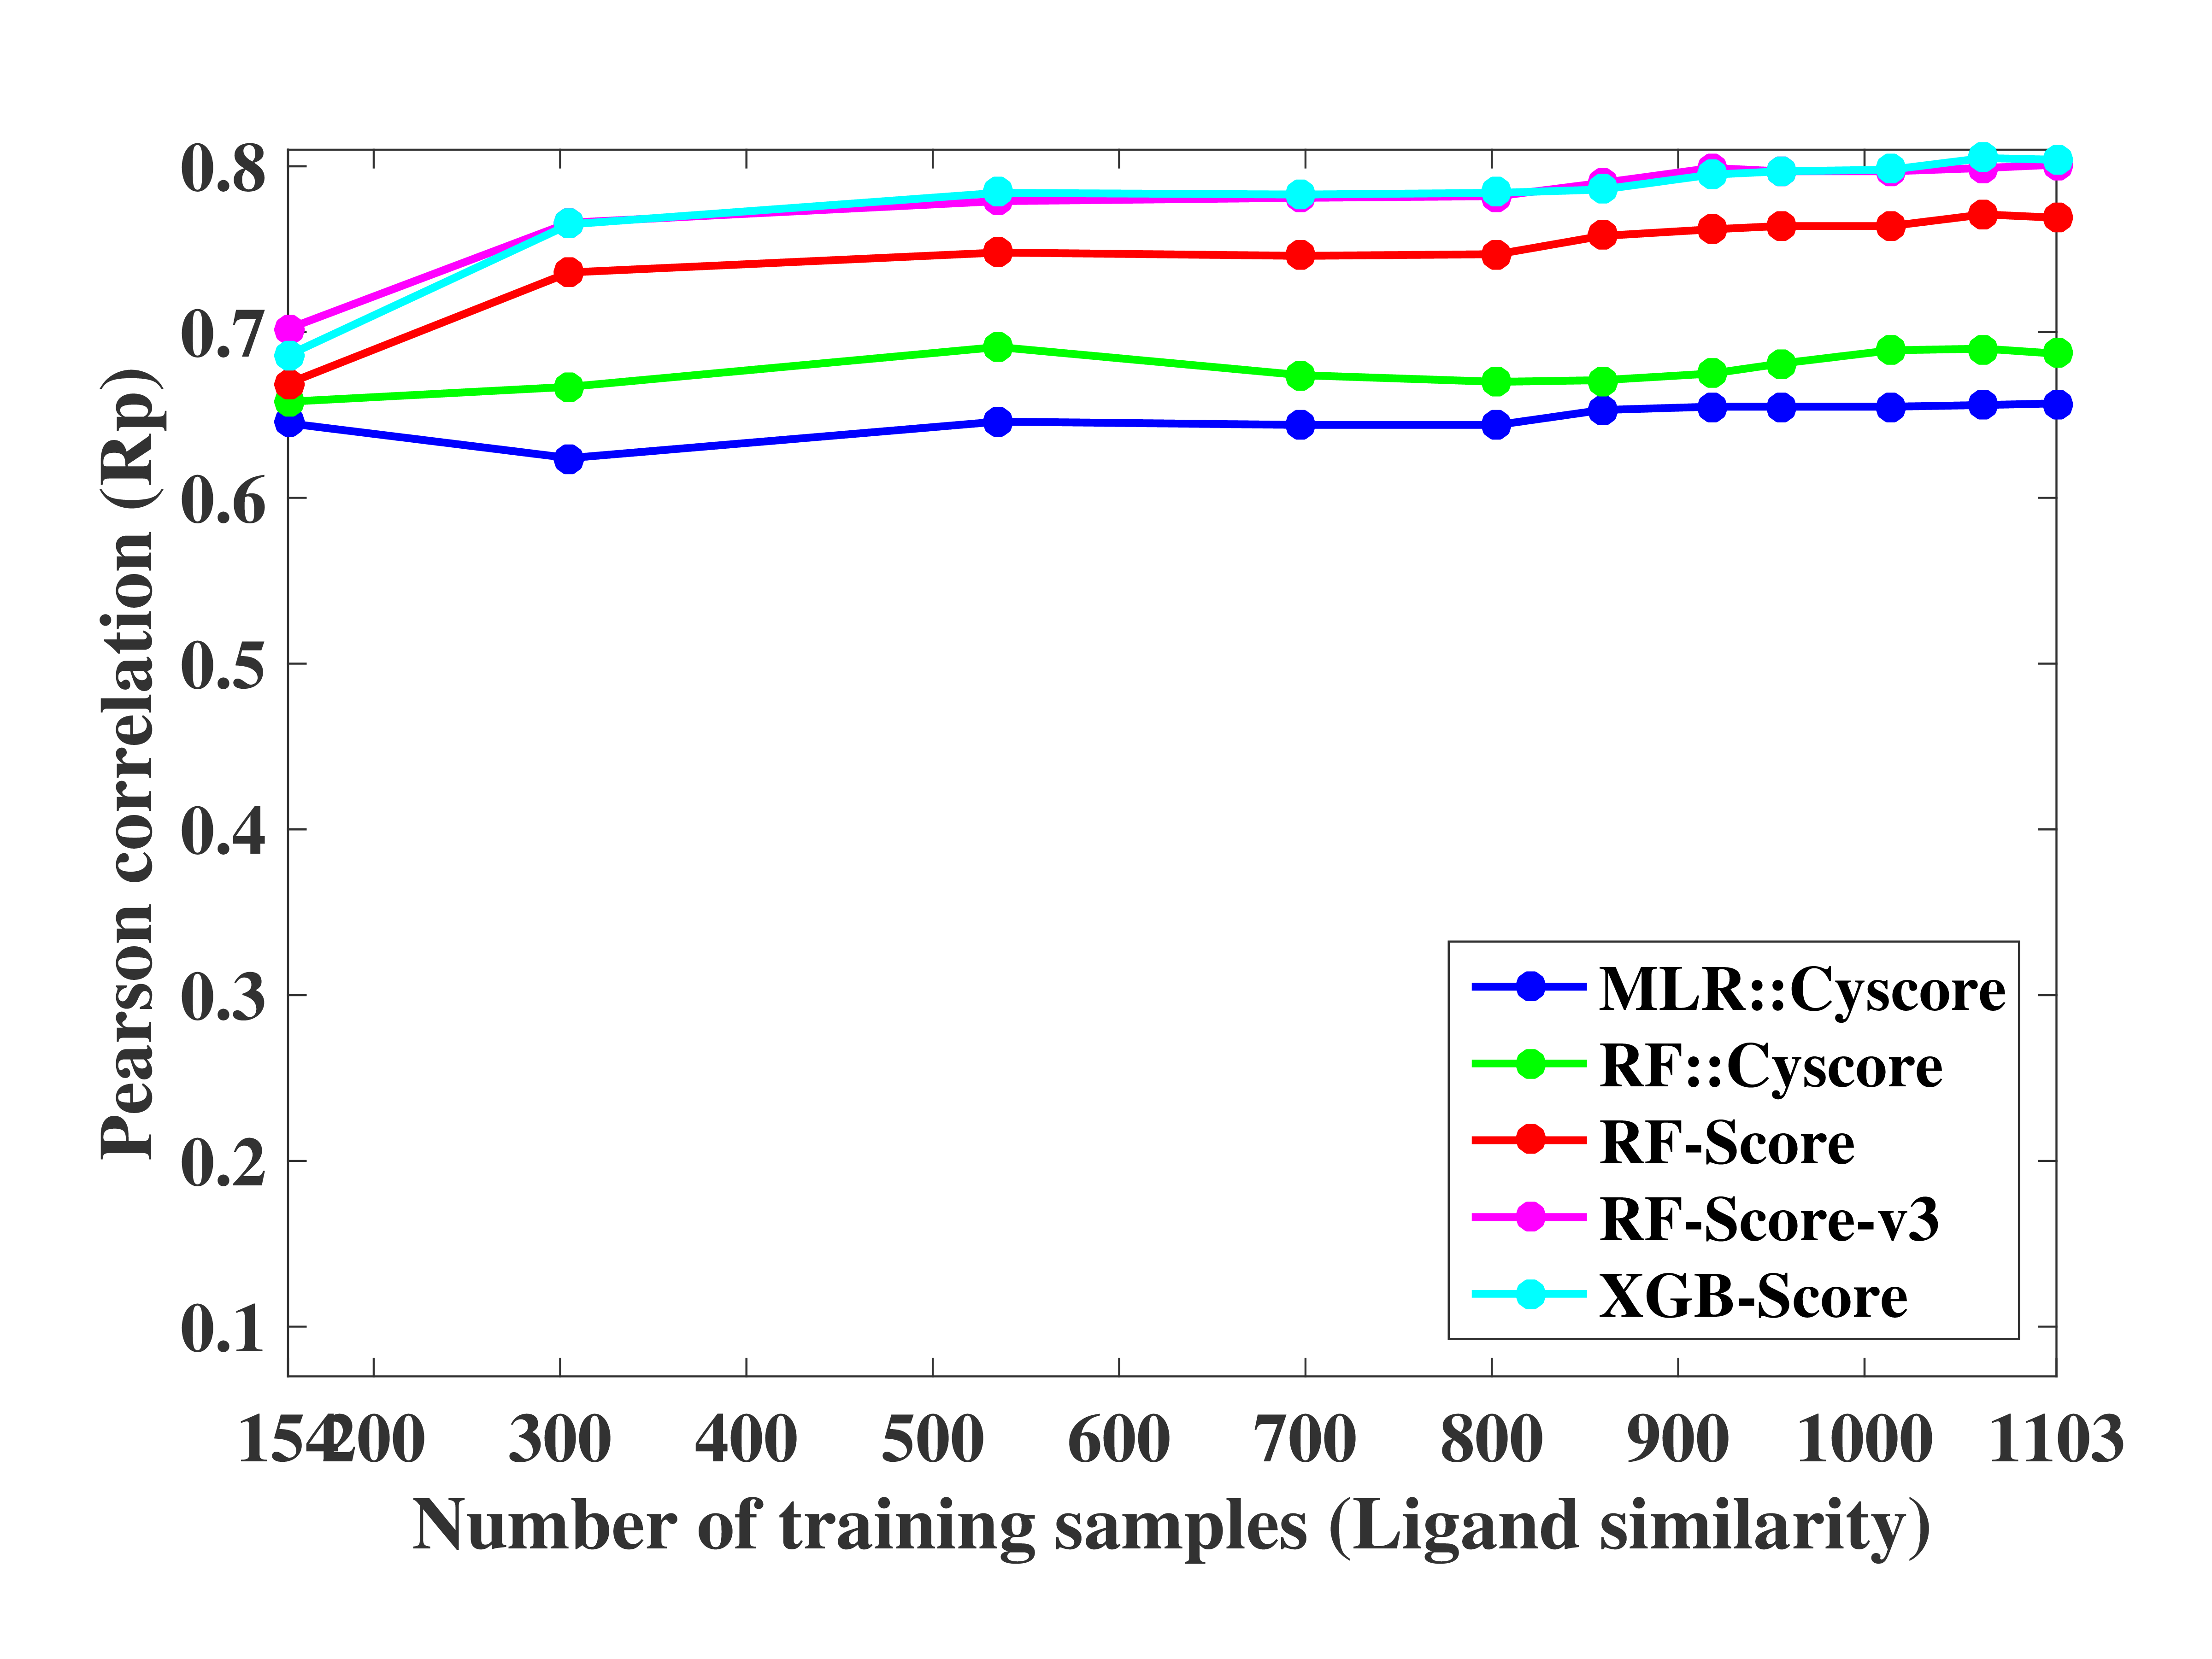 0.8
0.7
0.6
0.5
0.4
0.3
0.2
0.1
Pearson correlation (Rp)
MLR::Cyscore
RF::Cyscore
RF-Score
RF-Score-v3
XGB-Score
154 200 300 400 500 600 700 800 900 1000 1103
Number of training samples (Ligand similarity)